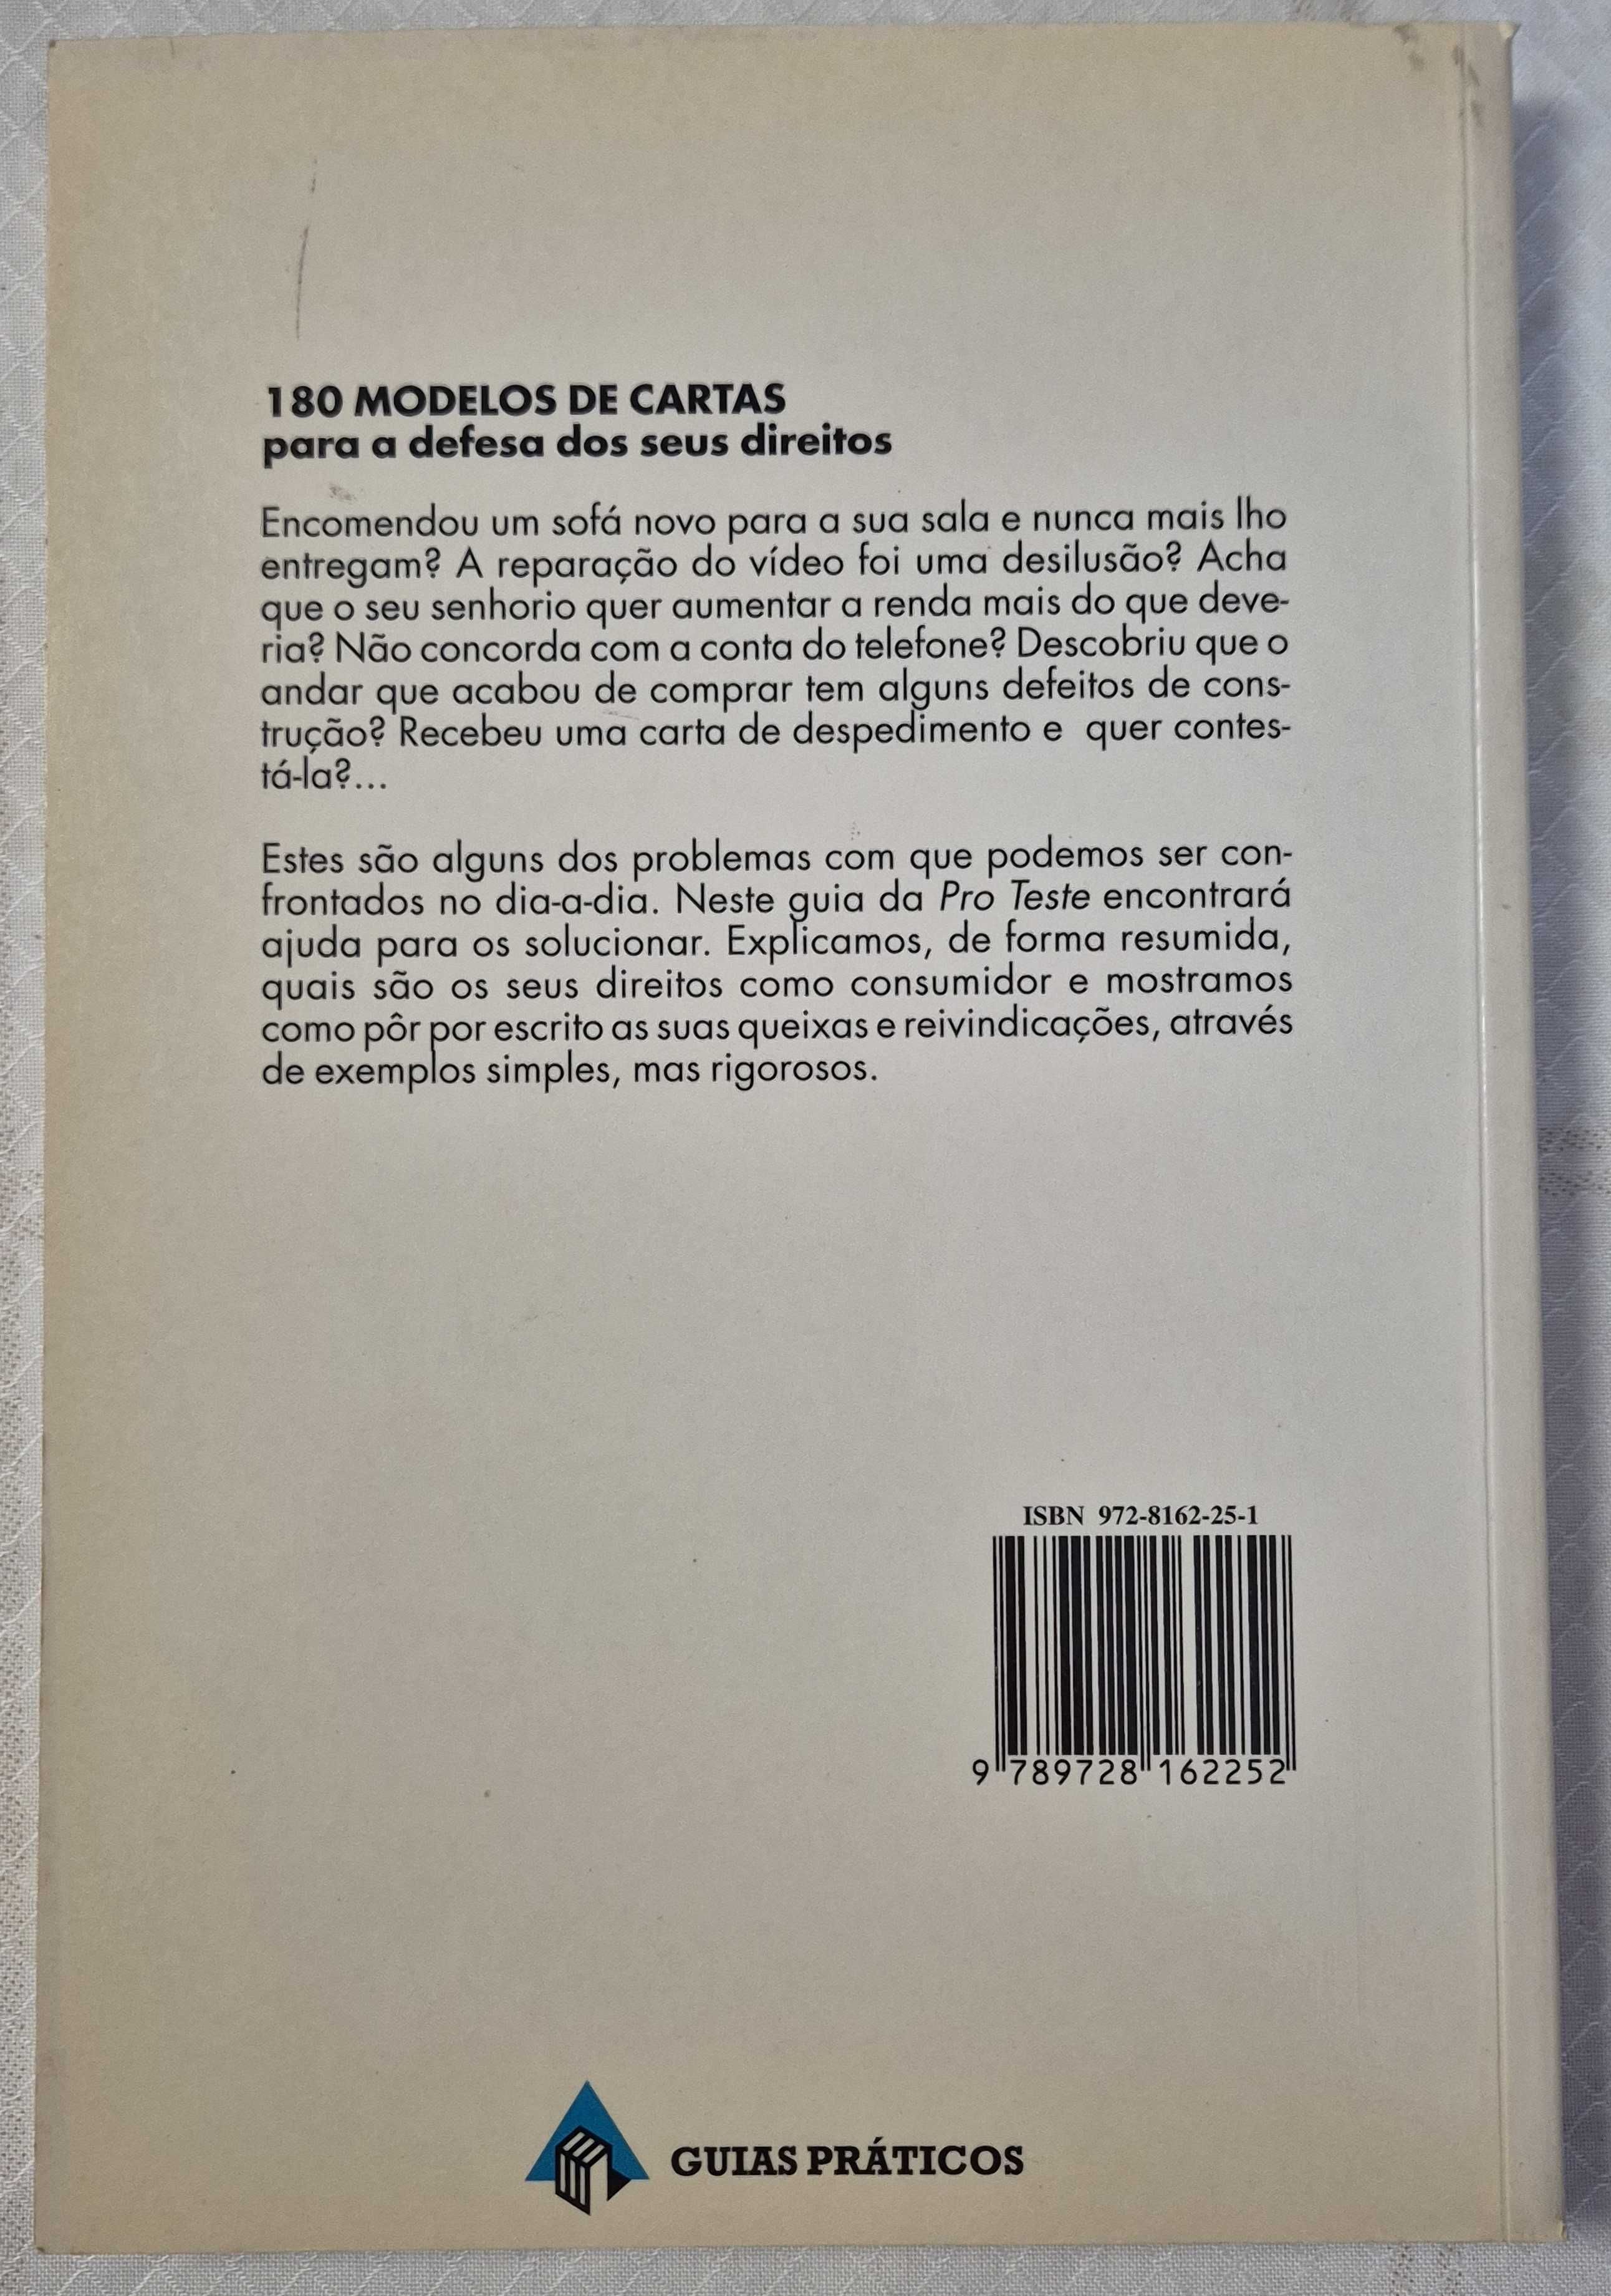 180 MODELOS DE CARTAS
para a defesa dos seus direitos
Encomendou um sofá novo para a sua sala e nunca mais lho
entregam? A reparação do vídeo foi uma desilusão? Acha
que o seu senhorio quer aumentar a renda mais do que deve-
ria? Não concorda com a conta do telefone? Descobriu que o
andar que acabou de comprar tem alguns defeitos de cons-
trução? Recebeu uma carta de despedimento e quer contes-
tá-la?...
Estes são alguns dos problemas com que podemos ser con-
frontados no dia-a-dia. Neste guia da Pro Teste encontrará
ajuda para os solucionar. Explicamos, de forma resumida,
quais são os seus direitos como consumidor e mostramos
como pôr por escrito as suas queixas e reivindicações, através
de exemplos simples, mas rigorosos.
ISBN 972-8162-25-1
9 789728 162252
GUIAS PRÁTICOS